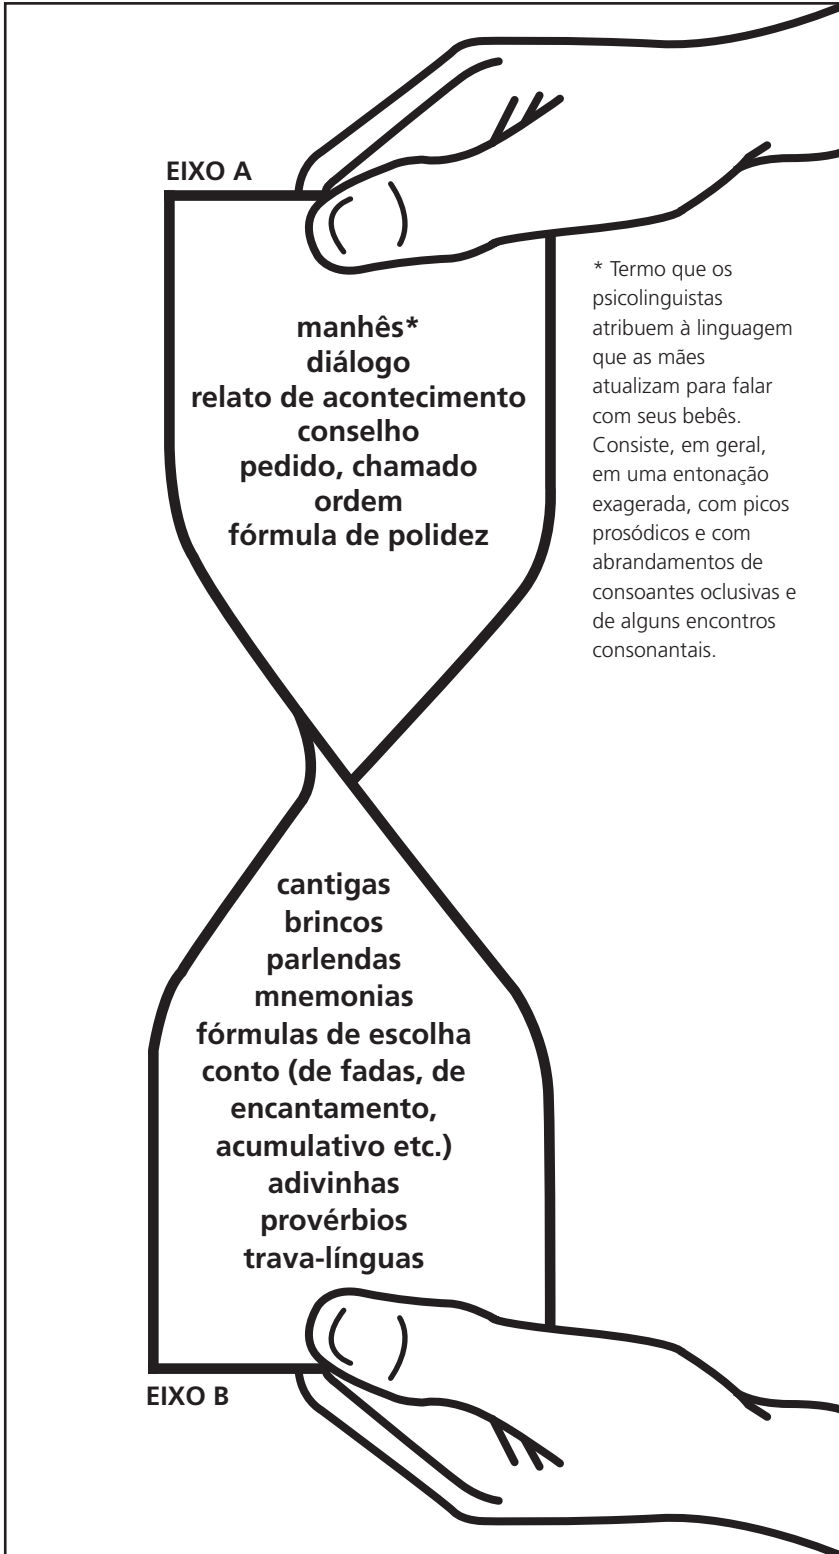 EIXO A
manhês*
diálogo
relato de acontecimento
conselho
pedido, chamado
ordem
fórmula de polidez
* Termo que os
psicolinguistas
atribuem à linguagem
que as mães
atualizam para falar
com seus bebês.
Consiste, em geral,
em uma entonação
exagerada, com picos
prosódicos e com
abrandamentos de
consoantes oclusivas e
de alguns encontros
consonantais.
cantigas
brincos
parlendas
mnemonias
fórmulas de escolha
conto (de fadas, de
encantamento,
acumulativo etc.)
adivinhas
provérbios
trava-línguas
EIXO B